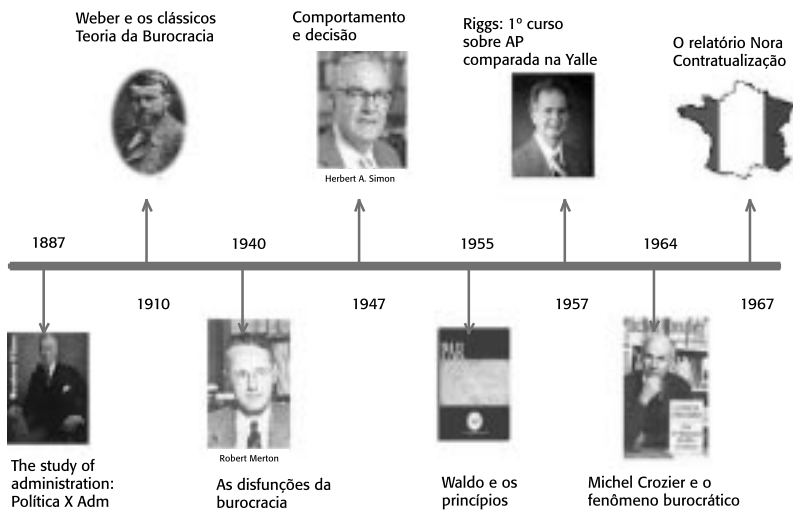 Weber e os clássicos
Teoria da Burocracia
Comportamento
e decisão
Herbert A. Simon
Riggs: 1º curso
sobre AP
comparada na Yalle
O relatório Nora
Contratualização
1887
1940
1955
1964
1910
1947
1957
1967
The study of
administration:
Política X Adm
Robert Merton
As disfunções da
burocracia
PAR
Waldo e os
princípios
Michel Crozier e o
fenômeno burocrático